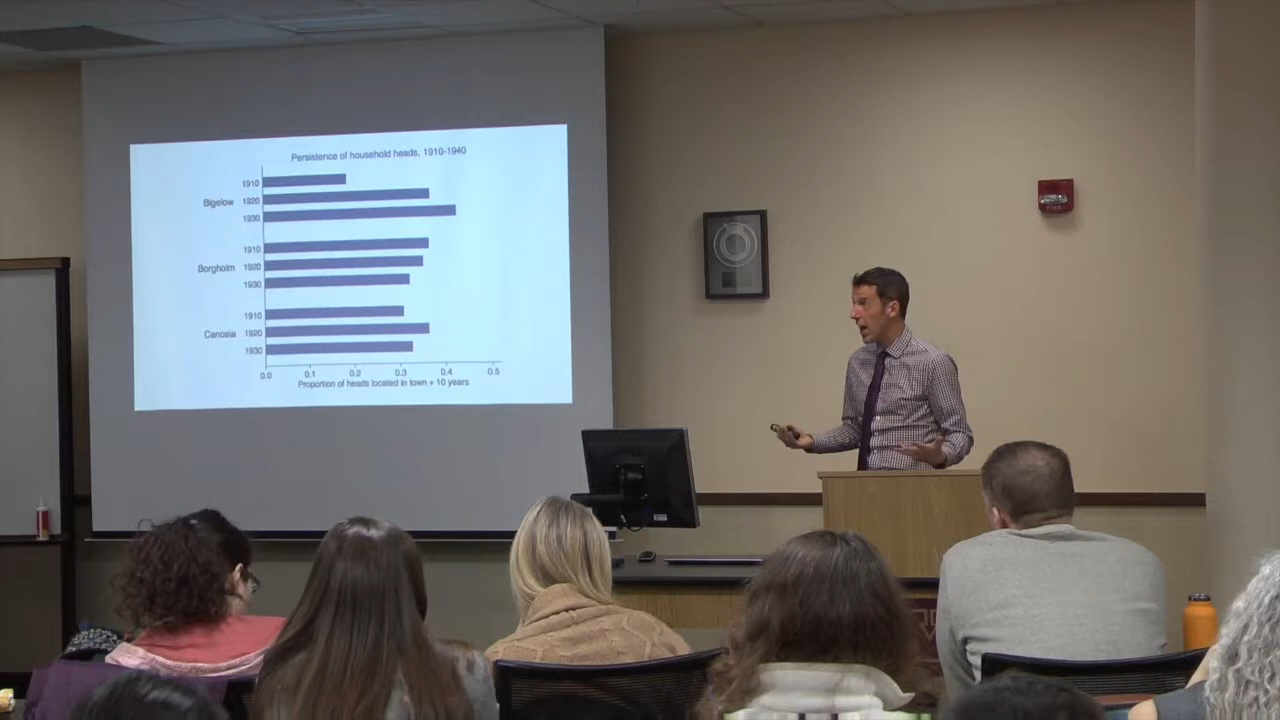 Persistence of household heads, 1910-1940
1910
Bigelow 1920
1930
1910
Borgholm 1920
1930
1910
Canosia 1920
1930
0.0 0.1 0.2 0.3 0.4 0.5
Proportion of heads located in town + 10 years
FIRE